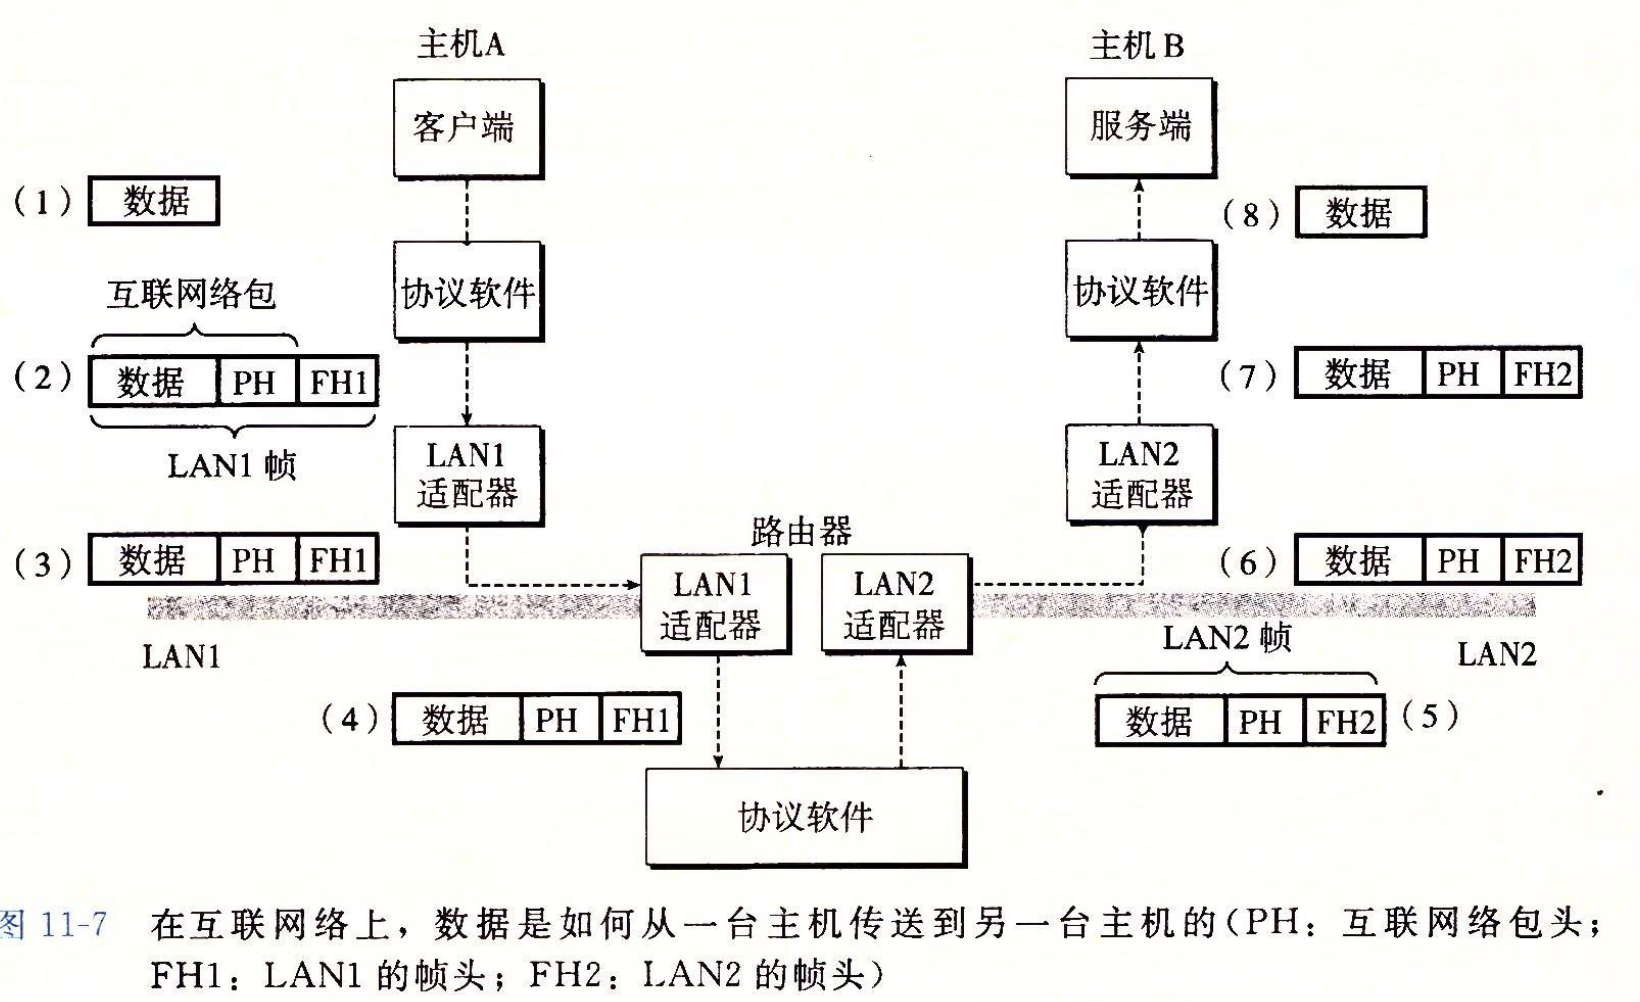 主机A
主机B
客户端
服务端
(1) 数据
(8) 数据
协议软件
协议软件
互联网络包
(2) 数据 PH FH1
(7) 数据 PH FH2
LAN1 帧
LAN1
适配器
LAN2
适配器
路由器
(3) 数据 PH FH1
(6) 数据 PH FH2
LAN1
适配器
LAN2
适配器
LAN1
LAN2 帧
LAN2
(4) 数据 PH FH1
数据 PH FH2 (5)
协议软件
图 11-7 在互联网络上，数据是如何从一台主机传送到另一台主机的(PH：互联网络包头；
FH1：LAN1 的帧头；FH2：LAN2 的帧头)